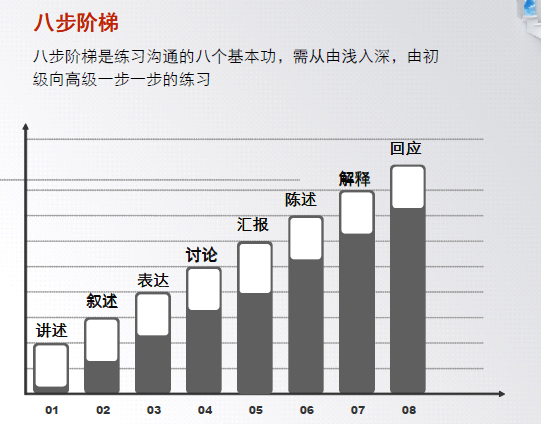 八步阶梯
八步阶梯是练习沟通的八个基本功，需从由浅入深，由初
级向高级一步一步的练习
回应
解释
陈述
汇报
讨论
表达
叙述
讲述
01 02 03 04 05 06 07 08